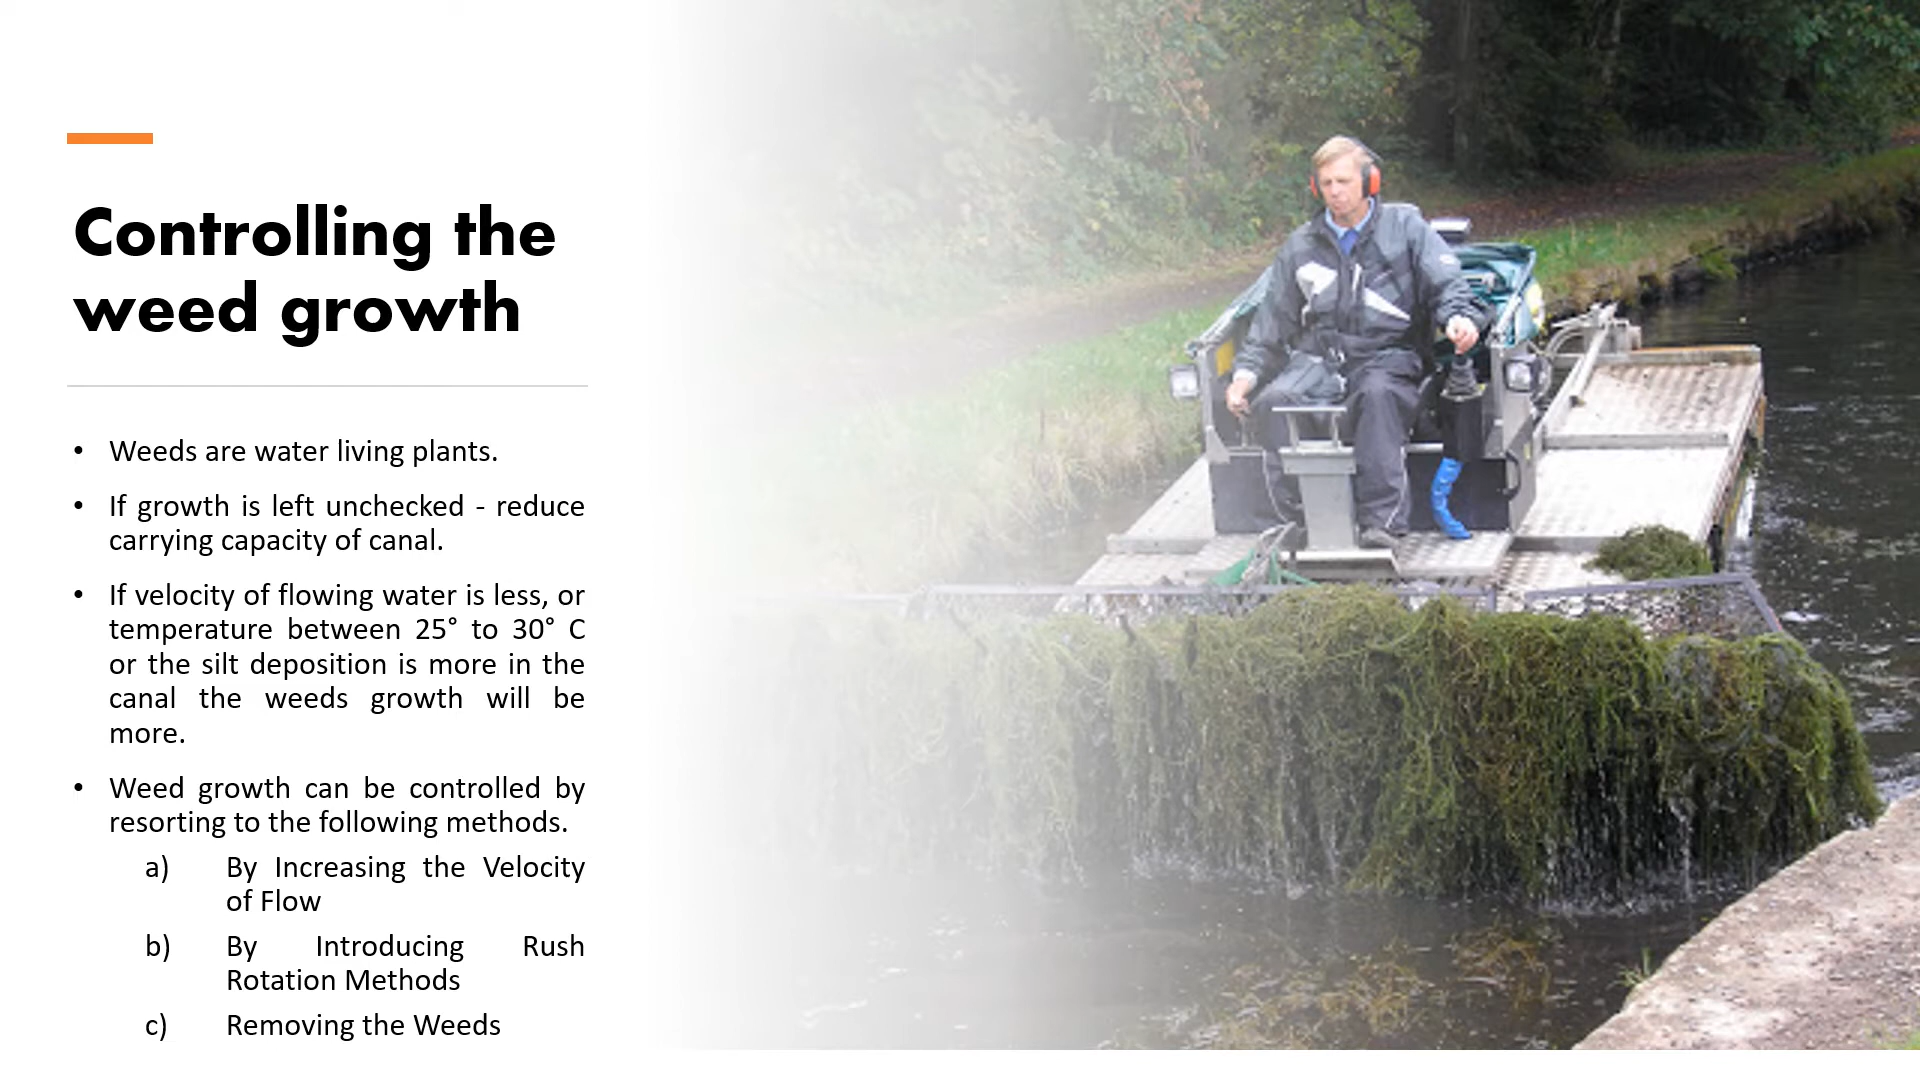 Controlling the
weed growth
• Weeds are water living plants.
• If growth is left unchecked - reduce
carrying capacity of canal.
• If velocity of flowing water is less, or
temperature between 25° to 30° C
or the silt deposition is more in the
canal the weeds growth will be
more.
• Weed growth can be controlled by
resorting to the following methods.
a) By Increasing the Velocity
of Flow
b) By Introducing Rush
Rotation Methods
c) Removing the Weeds